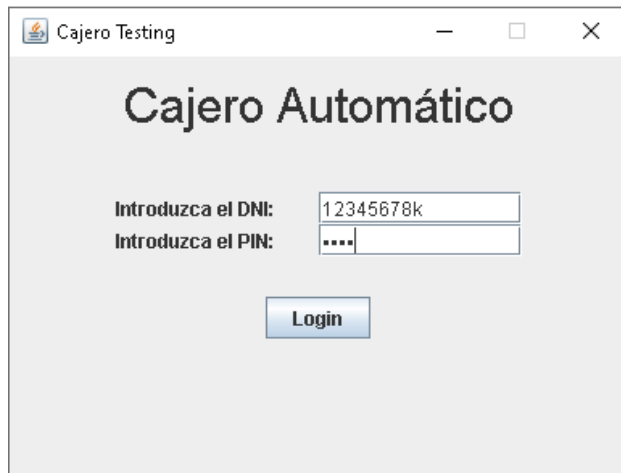 Cajero Testing
Cajero Automático
Introduzca el DNI: 12345678k
Introduzca el PIN: ••••
Login